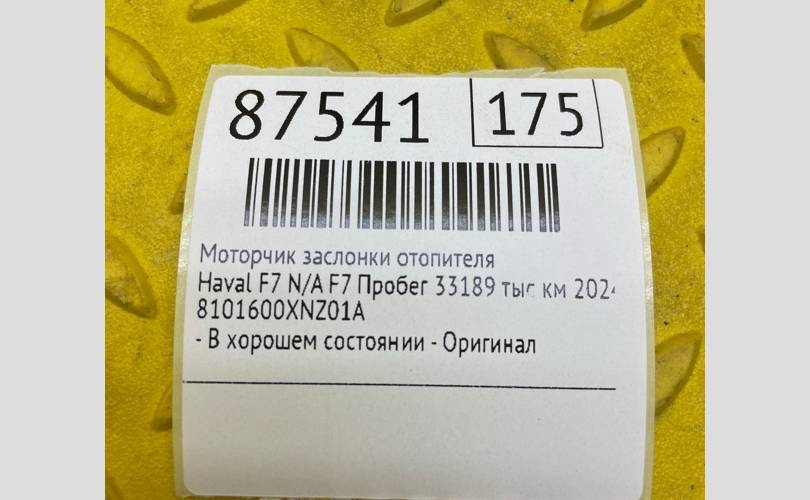 87541 175
Моторчик заслонки отопителя
Haval F7 N/A F7 Пробег 33189 тыс км 2024
8101600XNZ01A
- В хорошем состоянии - Оригинал